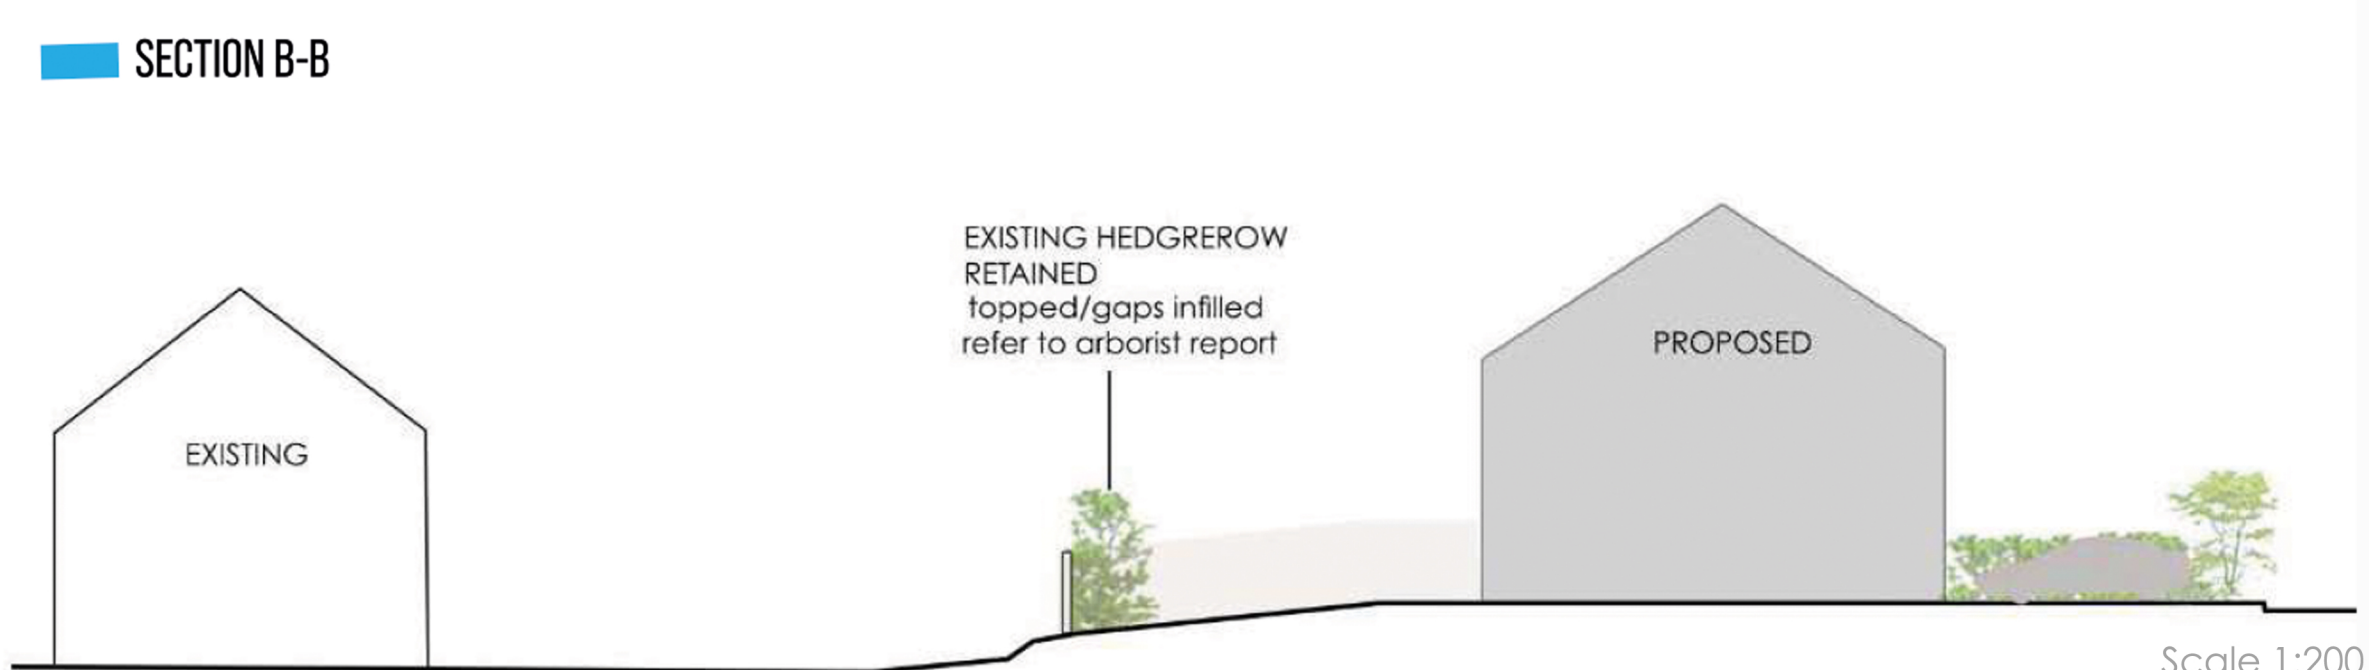 SECTION B-B
EXISTING HEDGREROW
RETAINED
topped/gaps infilled
refer to arborist report
PROPOSED
EXISTING
Scale 1:200